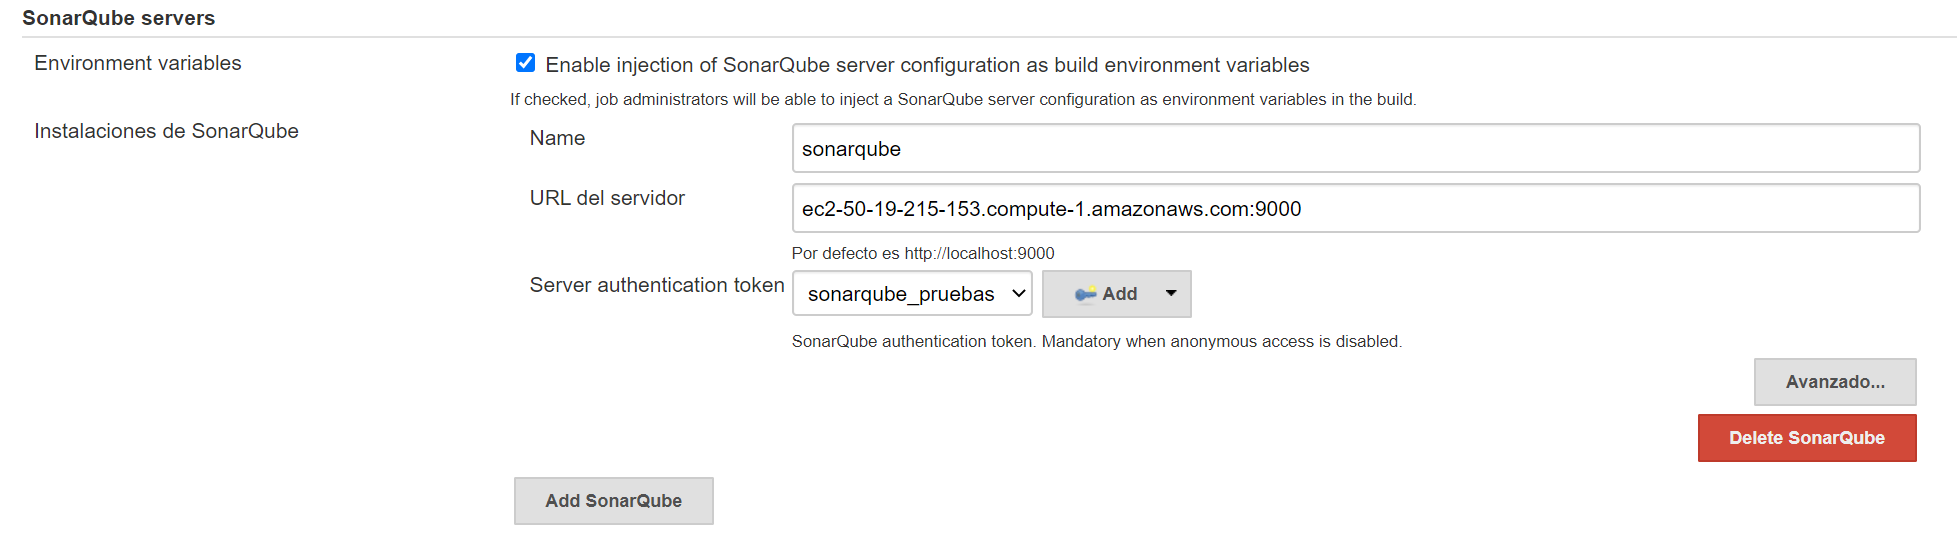 SonarQube servers
Environment variables
Enable injection of SonarQube server configuration as build environment variables
If checked, job administrators will be able to inject a SonarQube server configuration as environment variables in the build.
Instalaciones de SonarQube
Name
sonarqube
URL del servidor
ec2-50-19-215-153.compute-1.amazonaws.com:9000
Por defecto es http://localhost:9000
Server authentication token
sonarqube_pruebas
Add
SonarQube authentication token. Mandatory when anonymous access is disabled.
Avanzado...
Delete SonarQube
Add SonarQube